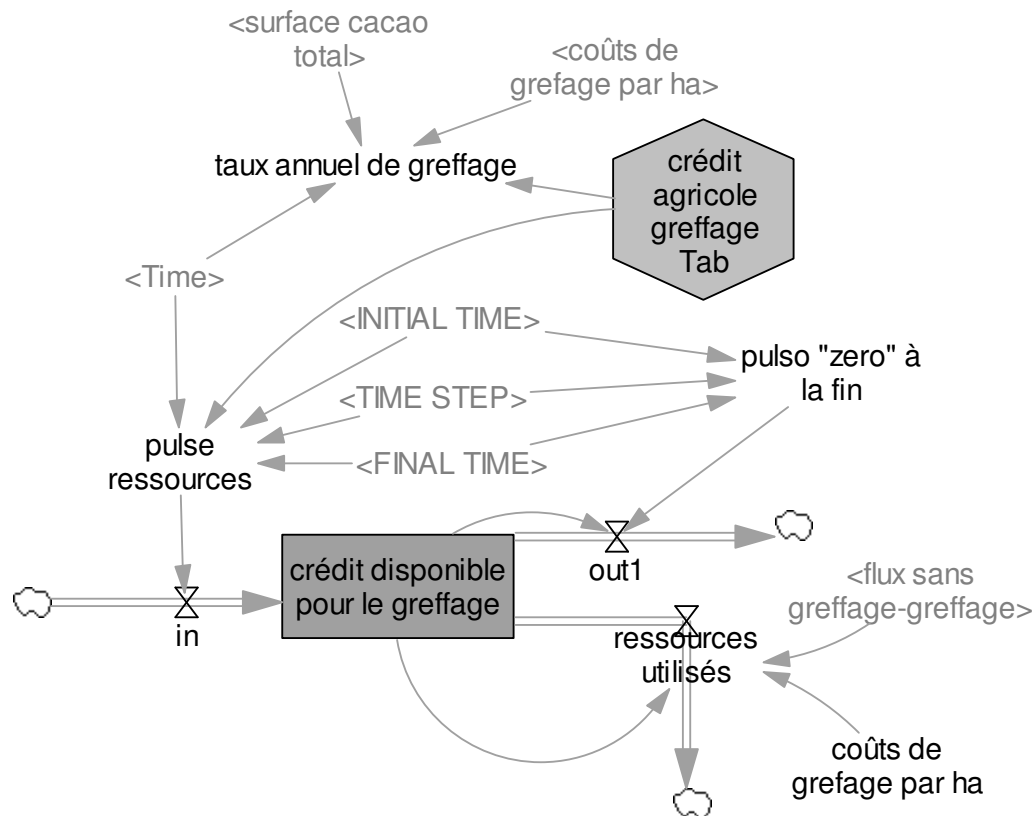 <surface cacao
total>
<coûts de
grefage par ha>
taux annuel de greffage
crédit
agricole
greffage
Tab
<Time>
<INITIAL TIME>
pulso "zero" à
la fin
<TIME STEP>
pulse
ressources
<FINAL TIME>
crédit disponible
pour le greffage
out1
in
<flux sans
greffage-greffage>
ressources
utilisés
coûts de
grefage par ha